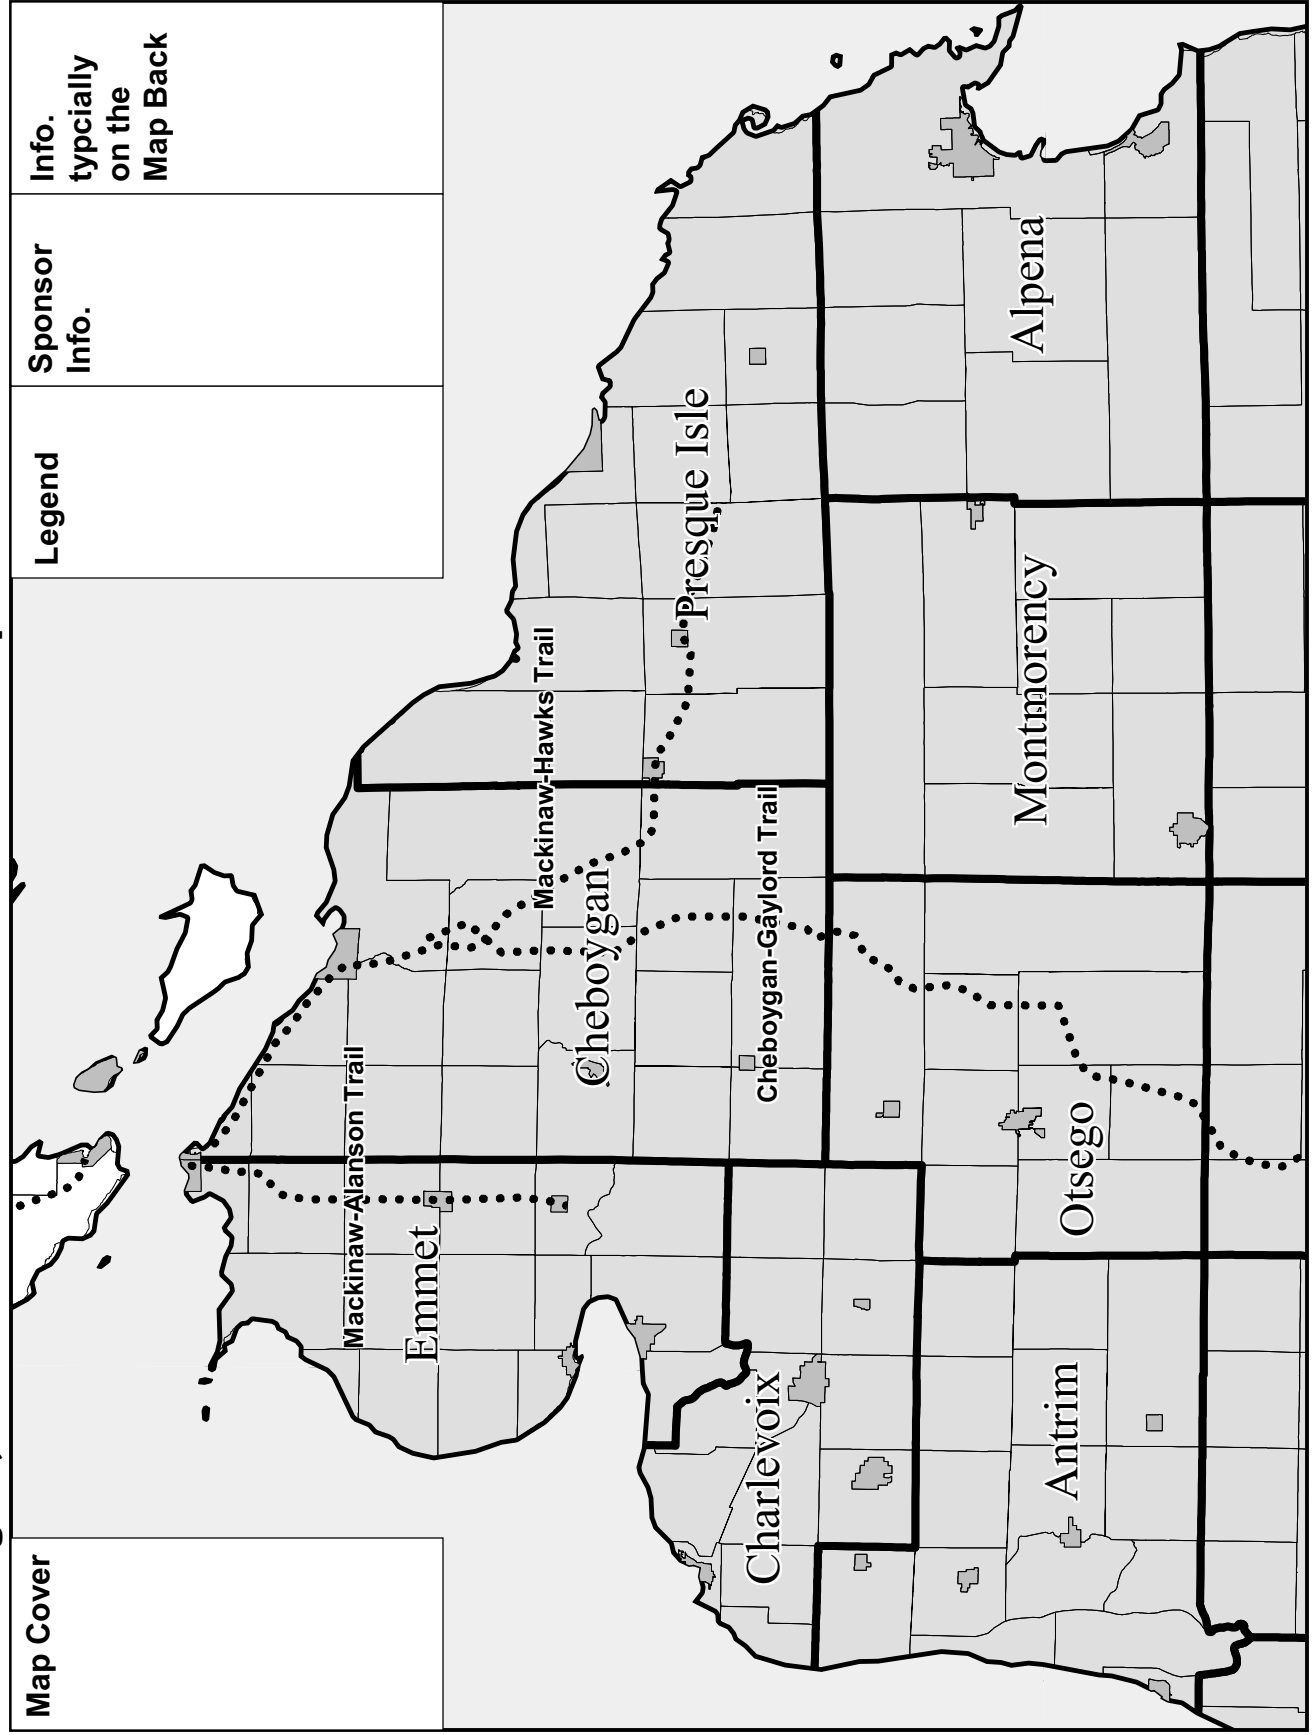 Map Cover
Legend
Sponsor
Info.
Info.
typcially
on the
Map Back
Mackinaw-Alanson Trail
Emmet
Mackinaw-Hawks Trail
Cheboygan
Presque Isle
Cheboygan-Gaylord Trail
Charlevoix
Antrim
Otsego
Montmorency
Alpena